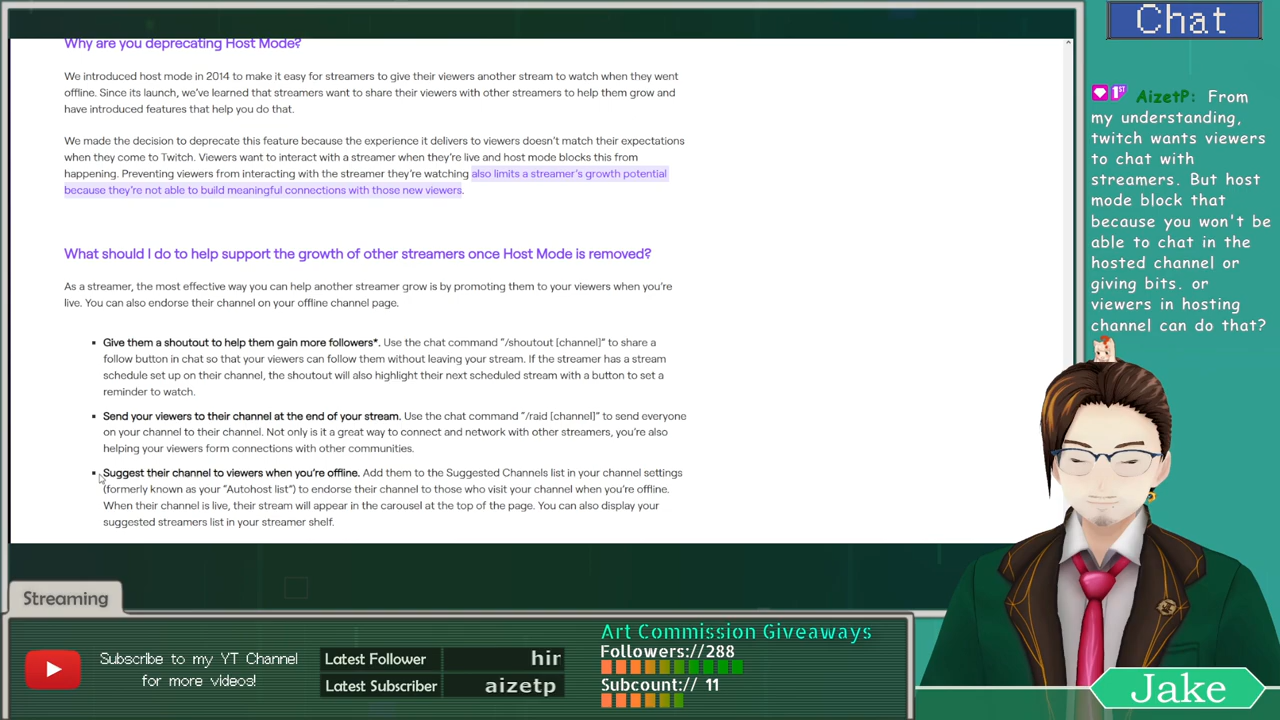 Why are you deprecating Host Mode?
We introduced host mode in 2014 to make it easy for streamers to give their viewers another stream to watch when they went
offline. Since its launch, we've learned that streamers want to share their viewers with other streamers to help them grow and
have introduced features that help you do that.
We made the decision to deprecate this feature because the experience it delivers to viewers doesn't match their expectations
when they come to Twitch. Viewers want to interact with a streamer when they're live and host mode blocks this from
happening. Preventing viewers from interacting with the streamer they're watching also limits a streamer's growth potential
because they're not able to build meaningful connections with those new viewers.
What should I do to help support the growth of other streamers once Host Mode is removed?
As a streamer, the most effective way you can help another streamer grow is by promoting them to your viewers when you're
live. You can also endorse their channel on your offline channel page.
Give them a shoutout to help them gain more followers*. Use the chat command "/shoutout [channel]" to share a
follow button in chat so that your viewers can follow them without leaving your stream. If the streamer has a stream
schedule set up on their channel, the shoutout will also highlight their next scheduled stream with a button to set a
reminder to watch.
Send your viewers to their channel at the end of your stream. Use the chat command "/raid [channel]" to send everyone
on your channel to their channel. Not only is it a great way to connect and network with other streamers, you're also
helping your viewers form connections with other communities.
Suggest their channel to viewers when you're offline. Add them to the Suggested Channels list in your channel settings
(formerly known as your "Autohost list") to endorse their channel to those who visit your channel when you're offline.
When their channel is live, their stream will appear in the carousel at the top of the page. You can also display your
suggested streamers list in your streamer shelf.
Chat
1ST AizetP: From
my understanding,
twitch wants viewers
to chat with
streamers. But host
mode block that
because you won't be
able to chat in the
hosted channel or
giving bits. or
viewers in hosting
channel can do that?
Streaming
Subscribe to my YT Channel
for more videos!
Latest Follower hir
Latest Subscriber aizetp
Art Commission Giveaways
Followers://288
Subcount:// 11
Jake